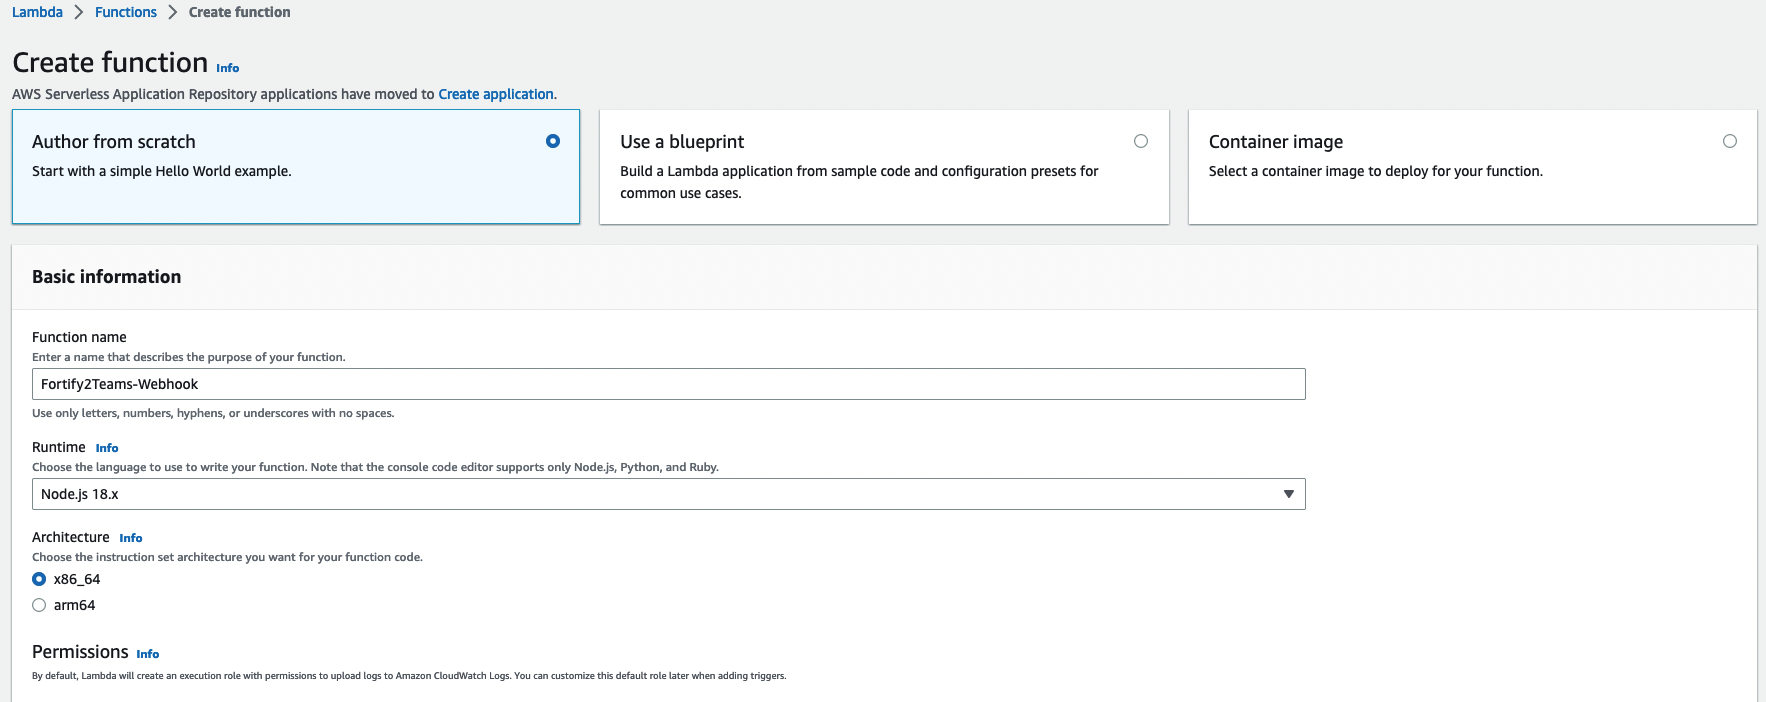 Lambda > Functions > Create function
Create function Info
AWS Serverless Application Repository applications have moved to Create application.
Author from scratch
Start with a simple Hello World example.
Use a blueprint
Build a Lambda application from sample code and configuration presets for
common use cases.
Container image
Select a container image to deploy for your function.
Basic information
Function name
Enter a name that describes the purpose of your function.
Fortify2Teams-Webhook
Use only letters, numbers, hyphens, or underscores with no spaces.
Runtime Info
Choose the language to use to write your function. Note that the console code editor supports only Node.js, Python, and Ruby.
Node.js 18.x
Architecture Info
Choose the instruction set architecture you want for your function code.
x86_64
arm64
Permissions Info
By default, Lambda will create an execution role with permissions to upload logs to Amazon CloudWatch Logs. You can customize this default role later when adding triggers.